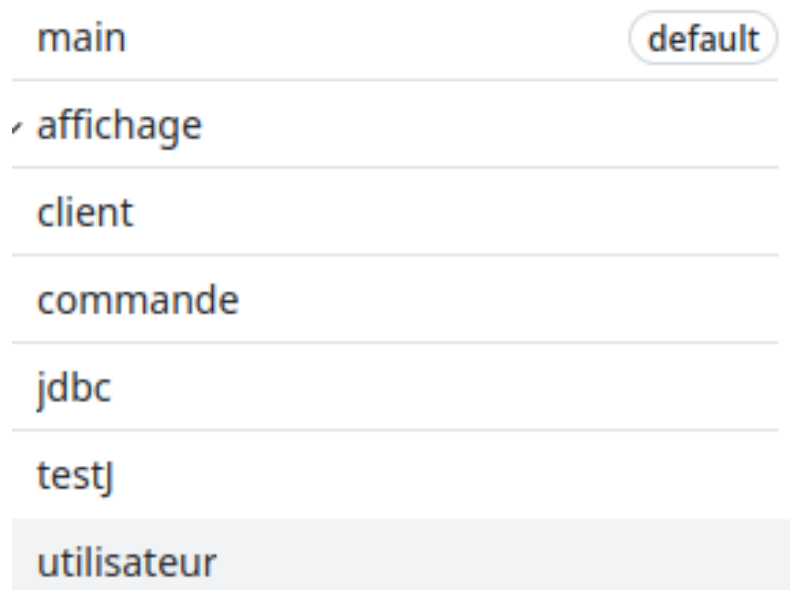 main default
affichage
client
commande
jdbc
testJ
utilisateur